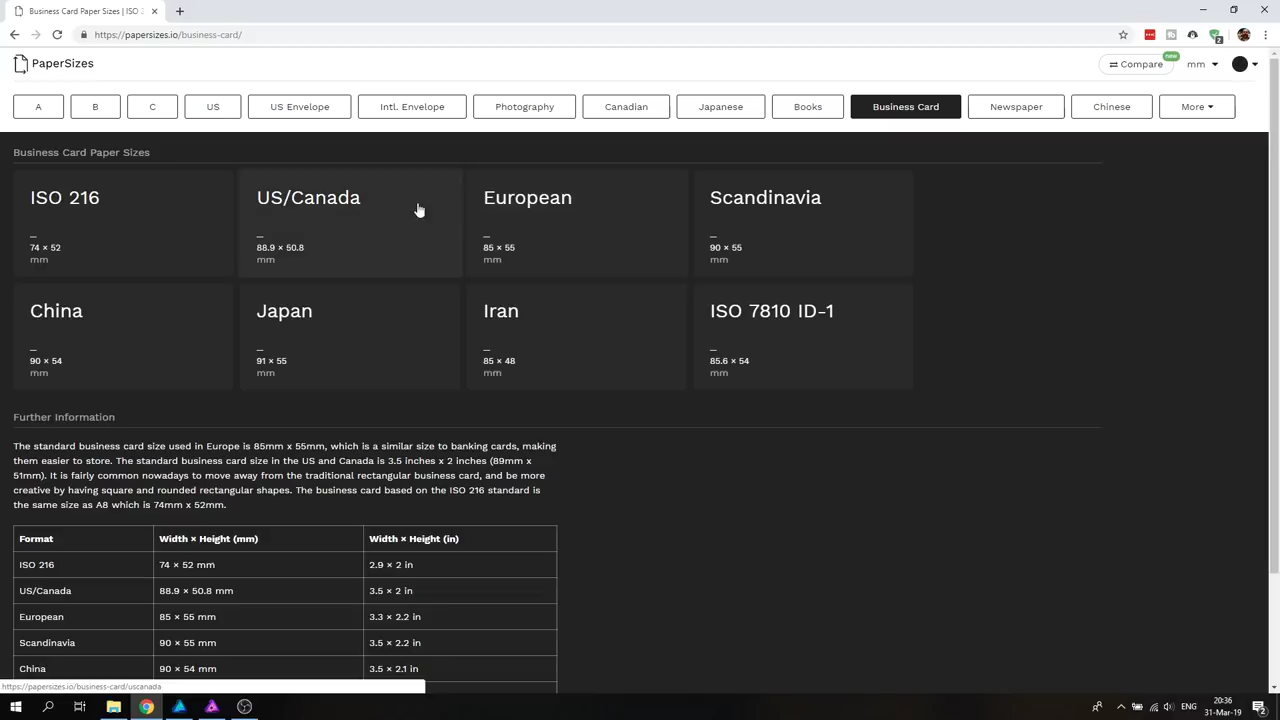 Business Card Paper Sizes | ISO 2
https://papersizes.io/business-card/
2
PaperSizes
Compare
new
mm
A
B
C
US
US Envelope
Intl. Envelope
Photography
Canadian
Japanese
Books
Business Card
Newspaper
Chinese
More
Business Card Paper Sizes
ISO 216
–
74 × 52
mm
US/Canada
–
88.9 × 50.8
mm
European
–
85 × 55
mm
Scandinavia
–
90 × 55
mm
China
–
90 × 54
mm
Japan
–
91 × 55
mm
Iran
–
85 × 48
mm
ISO 7810 ID-1
–
85.6 × 54
mm
Further Information
The standard business card size used in Europe is 85mm x 55mm, which is a similar size to banking cards, making
them easier to store. The standard business card size in the US and Canada is 3.5 inches x 2 inches (89mm x
51mm). It is fairly common nowadays to move away from the traditional rectangular business card, and be more
creative by having square and rounded rectangular shapes. The business card based on the ISO 216 standard is
the same size as A8 which is 74mm x 52mm.
Format Width × Height (mm) Width × Height (in)
ISO 216 74 × 52 mm 2.9 × 2 in
US/Canada 88.9 × 50.8 mm 3.5 × 2 in
European 85 × 55 mm 3.3 × 2.2 in
Scandinavia 90 × 55 mm 3.5 × 2.2 in
China 90 × 54 mm 3.5 × 2.1 in
https://papersizes.io/business-card/uscanada
ENG
20:36
31-Mar-19
2